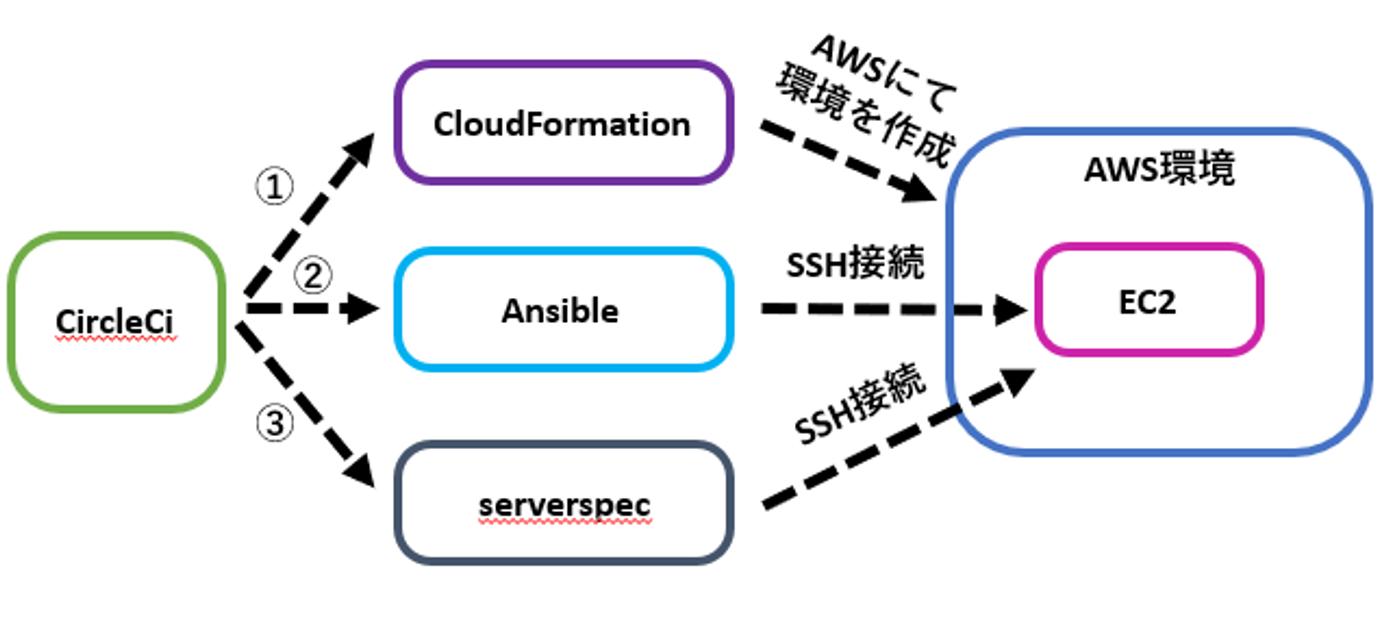 AWSにて
環境を作成
CloudFormation
AWS環境
①
SSH接続
②
EC2
CircleCi
Ansible
SSH接続
③
serverspec